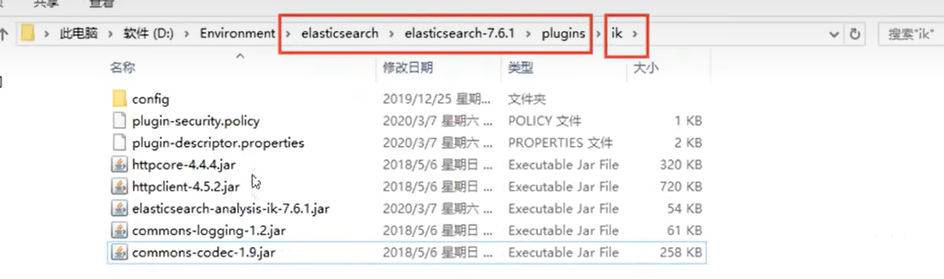 共享 查看
此电脑 › 软件 (D:) › Environment › elasticsearch › elasticsearch-7.6.1 › plugins › ik › 搜索"ik"
名称 修改日期 类型 大小
config 2019/12/25 星期... 文件夹
plugin-security.policy 2020/3/7 星期六 ... POLICY 文件 1 KB
plugin-descriptor.properties 2020/3/7 星期六 ... PROPERTIES 文件 2 KB
httpcore-4.4.4.jar 2018/5/6 星期日 ... Executable Jar File 320 KB
httpclient-4.5.2.jar 2018/5/6 星期日 ... Executable Jar File 720 KB
elasticsearch-analysis-ik-7.6.1.jar 2020/3/7 星期六 ... Executable Jar File 54 KB
commons-logging-1.2.jar 2018/5/6 星期日 ... Executable Jar File 61 KB
commons-codec-1.9.jar 2018/5/6 星期日 ... Executable Jar File 258 KB